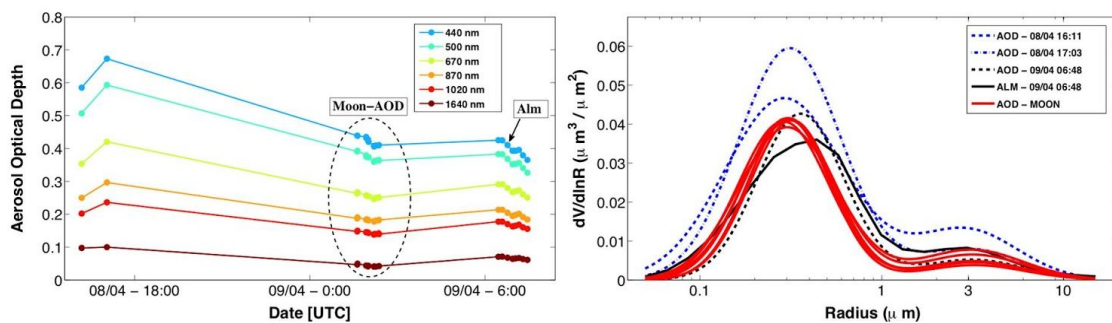 0.8
0.7
0.6
0.5
0.4
0.3
0.2
0.1
0
Aerosol Optical Depth
440 nm
500 nm
670 nm
870 nm
1020 nm
1640 nm
Moon−AOD
Alm
08/04 − 18:00
09/04 − 0:00
09/04 − 6:00
Date [UTC]
0.06
0.05
0.04
0.03
0.02
0.01
0
dV/dlnR (μ m³ / μ m²)
AOD − 08/04 16:11
AOD − 08/04 17:03
AOD − 09/04 06:48
ALM − 09/04 06:48
AOD − MOON
0.1
1
3
10
Radius (μ m)